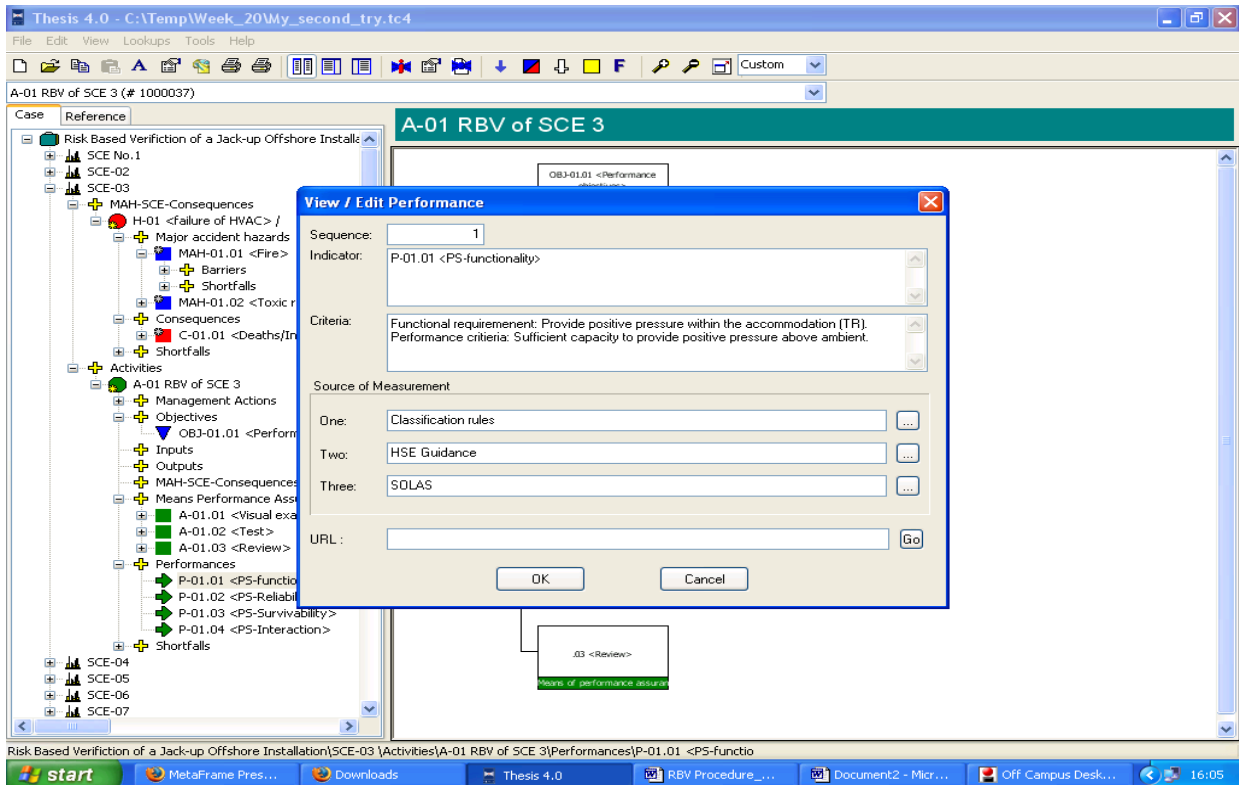 Thesis 4.0 - C:\Temp\Week_20\My_second_try.tc4
File Edit View Lookups Tools Help
A F Custom
A-01 RBV of SCE 3 (# 1000037)
Case Reference
A-01 RBV of SCE 3
Risk Based Verifiction of a Jack-up Offshore Installa
SCE No.1
SCE-02
SCE-03
MAH-SCE-Consequences
H-01 <failure of HVAC> /
Major accident hazards
MAH-01.01 <Fire>
Barriers
Shortfalls
MAH-01.02 <Toxic r
Consequences
C-01.01 <Deaths/In
Shortfalls
Activities
A-01 RBV of SCE 3
Management Actions
Objectives
OBJ-01.01 <Perform
Inputs
Outputs
MAH-SCE-Consequences
Means Performance Ass
A-01.01 <Visual exa
A-01.02 <Test>
A-01.03 <Review>
Performances
P-01.01 <PS-functio
P-01.02 <PS-Reliabil
P-01.03 <PS-Survivability>
P-01.04 <PS-Interaction>
Shortfalls
SCE-04
SCE-05
SCE-06
SCE-07
OBJ-01.01 <Performance
View / Edit Performance
Sequence: 1
Indicator: P-01.01 <PS-functionality>
Criteria: Functional requiremenent: Provide positive pressure within the accommodation (TR).
Performance critieria: Sufficient capacity to provide positive pressure above ambient.
Source of Measurement
One: Classification rules ...
Two: HSE Guidance ...
Three: SOLAS ...
URL : Go
OK Cancel
.03 <Review>
Means of performance assuran
Risk Based Verifiction of a Jack-up Offshore Installation\SCE-03 \Activities\A-01 RBV of SCE 3\Performances\P-01.01 <PS-functio
start MetaFrame Pres... Downloads Thesis 4.0 RBV Procedure_... Document2 - Micr... Off Campus Desk... 16:05